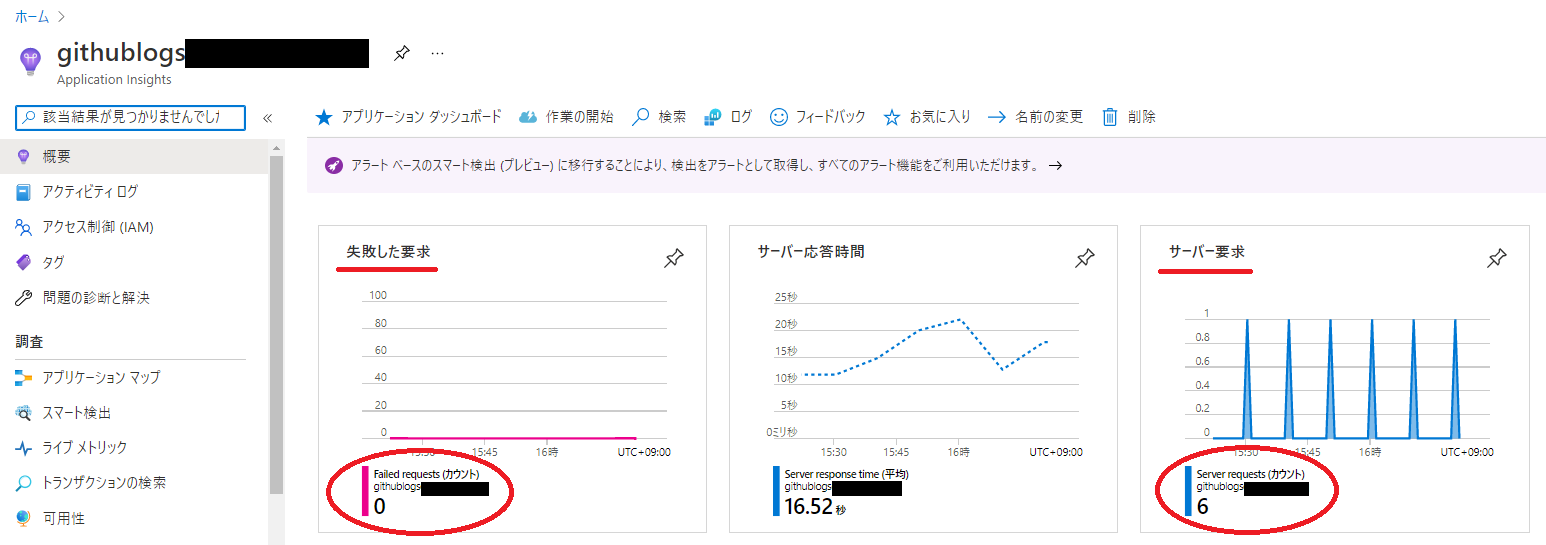 ホーム
githublogs
Application Insights
該当結果が見つかりませんでした
概要
アクティビティ ログ
アクセス制御 (IAM)
タグ
問題の診断と解決
調査
アプリケーション マップ
スマート検出
ライブ メトリック
トランザクションの検索
可用性
アプリケーション ダッシュボード 作業の開始 検索 ログ フィードバック お気に入り 名前の変更 削除
アラート ベースのスマート検出 (プレビュー) に移行することにより、検出をアラートとして取得し、すべてのアラート機能をご利用いただけます。
失敗した要求
100
80
60
40
20
0
15:30 15:45 16時 UTC+09:00
Failed requests (カウント)
githublogs
0
サーバー応答時間
25秒
20秒
15秒
10秒
5秒
0ミリ秒
15:30 15:45 16時 UTC+09:00
Server response time (平均)
githublogs
16.52 秒
サーバー要求
1
0.8
0.6
0.4
0.2
0
15:30 15:45 16時 UTC+09:00
Server requests (カウント)
githublogs
6